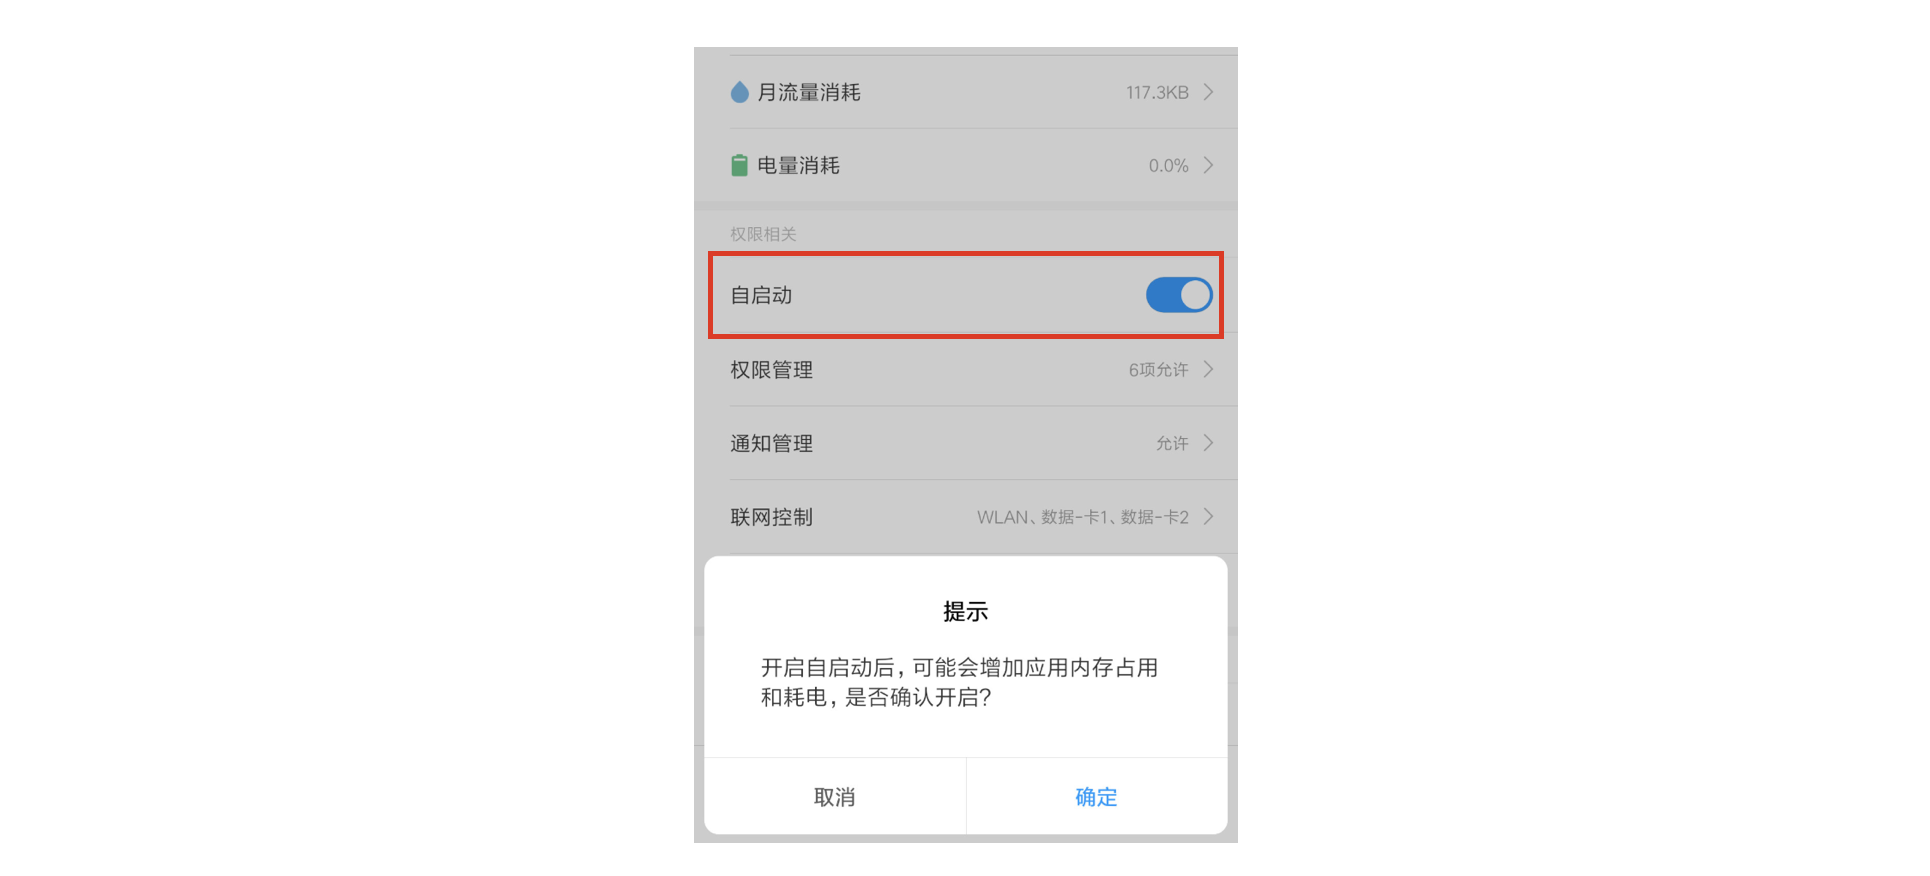 月流量消耗 117.3KB
电量消耗 0.0%
权限相关
自启动
权限管理 6项允许
通知管理 允许
联网控制 WLAN、数据-卡1、数据-卡2
提示
开启自启动后,可能会增加应用内存占用
和耗电,是否确认开启?
取消 确定